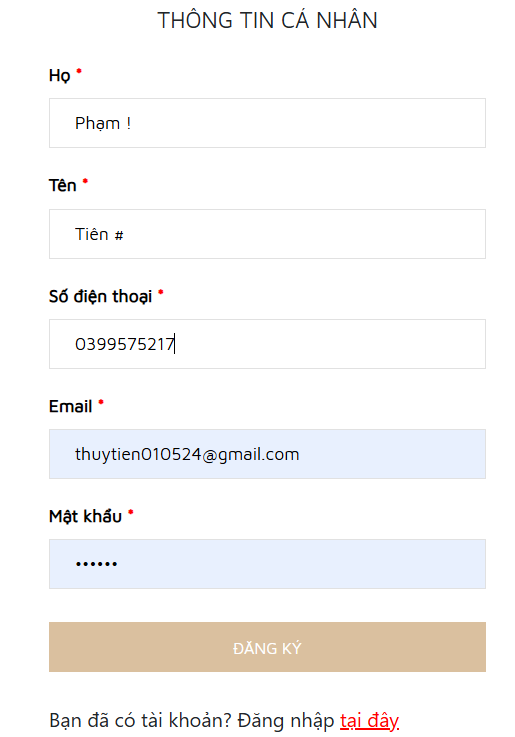 THÔNG TIN CÁ NHÂN
Họ *
Phạm !
Tên *
Tiên #
Số điện thoại *
0399575217
Email *
thuytien010524@gmail.com
Mật khẩu *
••••••
ĐĂNG KÝ
Bạn đã có tài khoản? Đăng nhập tại đây